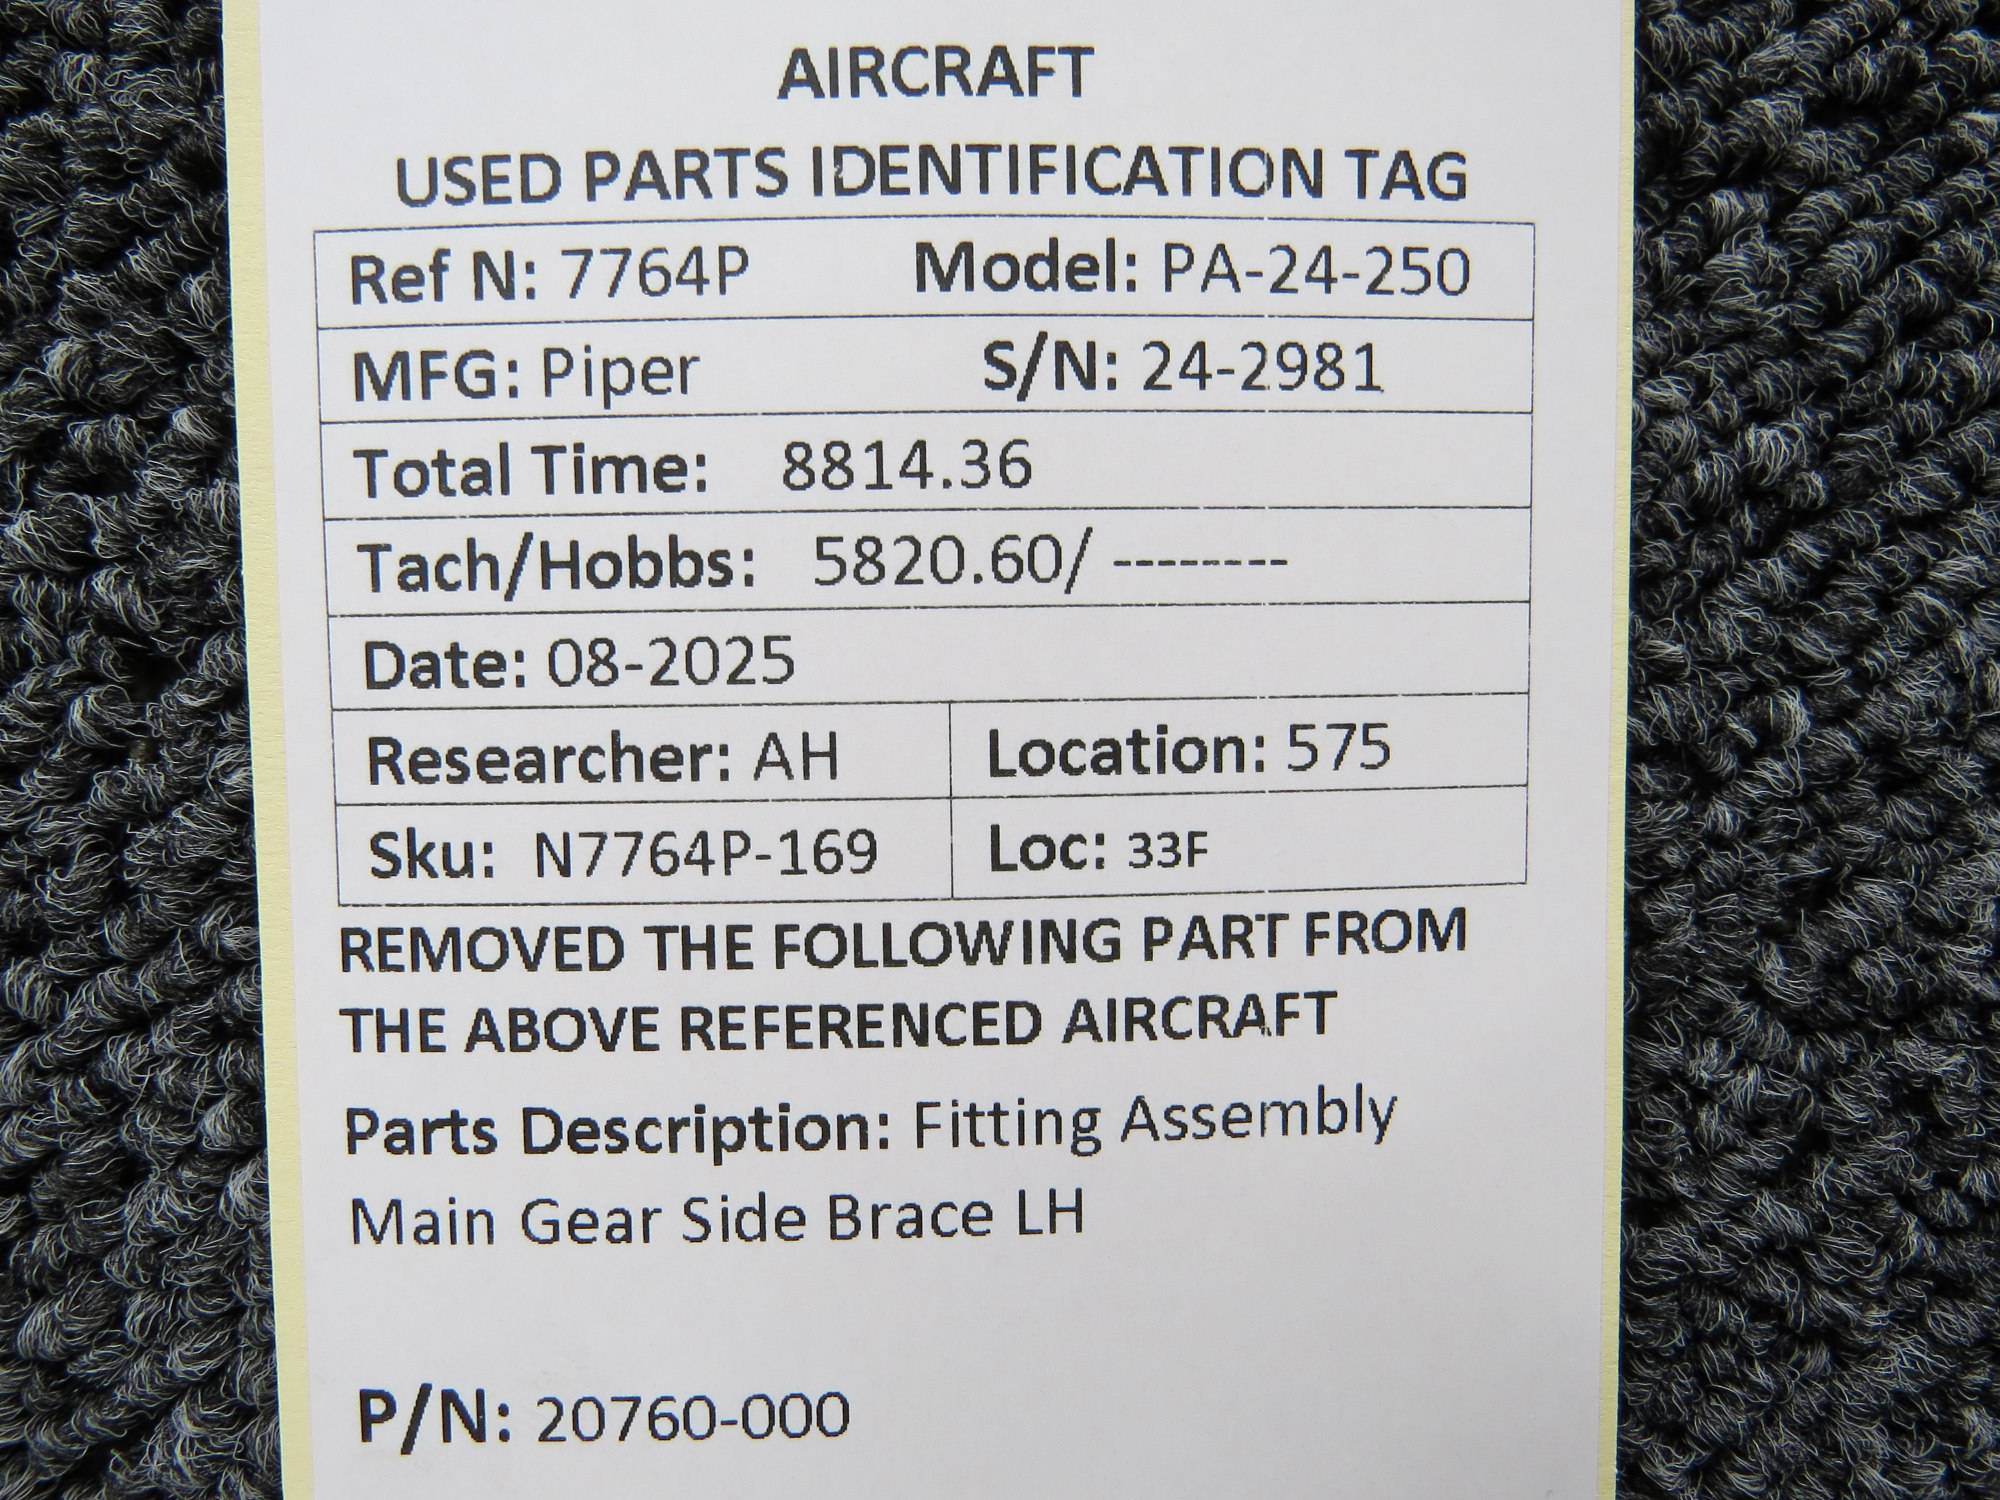 AIRCRAFT
USED PARTS IDENTIFICATION TAG
Ref N: 7764P Model: PA-24-250
MFG: Piper S/N: 24-2981
Total Time: 8814.36
Tach/Hobbs: 5820.60/ --------
Date: 08-2025
Researcher: AH Location: 575
Sku: N7764P-169 Loc: 33F
REMOVED THE FOLLOWING PART FROM
THE ABOVE REFERENCED AIRCRAFT
Parts Description: Fitting Assembly
Main Gear Side Brace LH
P/N: 20760-000